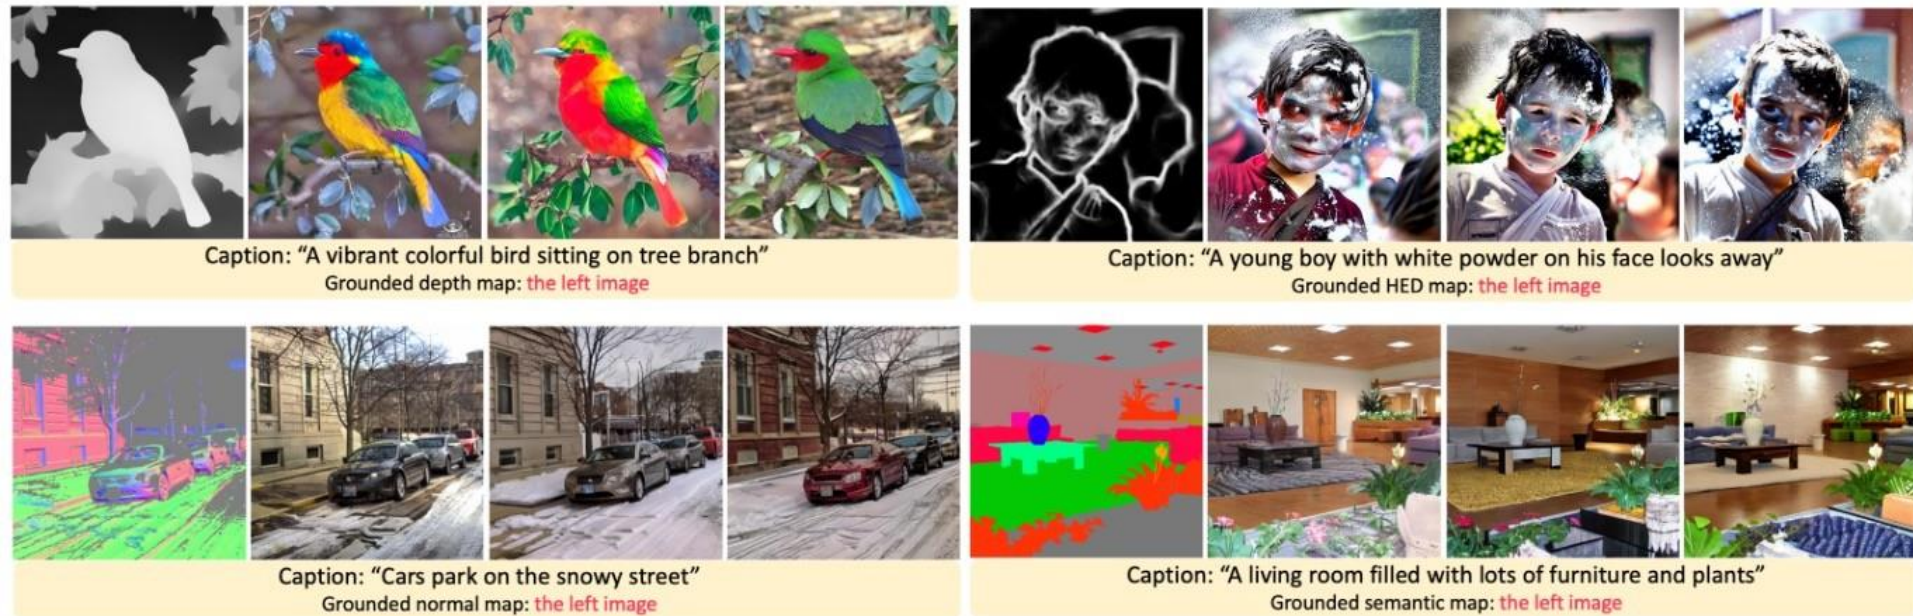 Caption: “A vibrant colorful bird sitting on tree branch”
Grounded depth map: the left image
Caption: “A young boy with white powder on his face looks away”
Grounded HED map: the left image
Caption: “Cars park on the snowy street”
Grounded normal map: the left image
Caption: “A living room filled with lots of furniture and plants”
Grounded semantic map: the left image